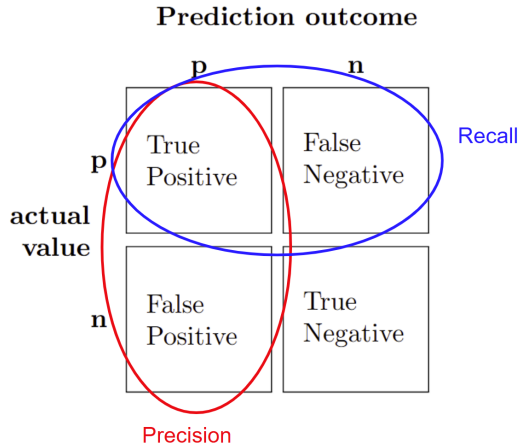 Prediction outcome
p
n
p
True
Positive
False
Negative
Recall
actual
value
n
False
Positive
True
Negative
Precision